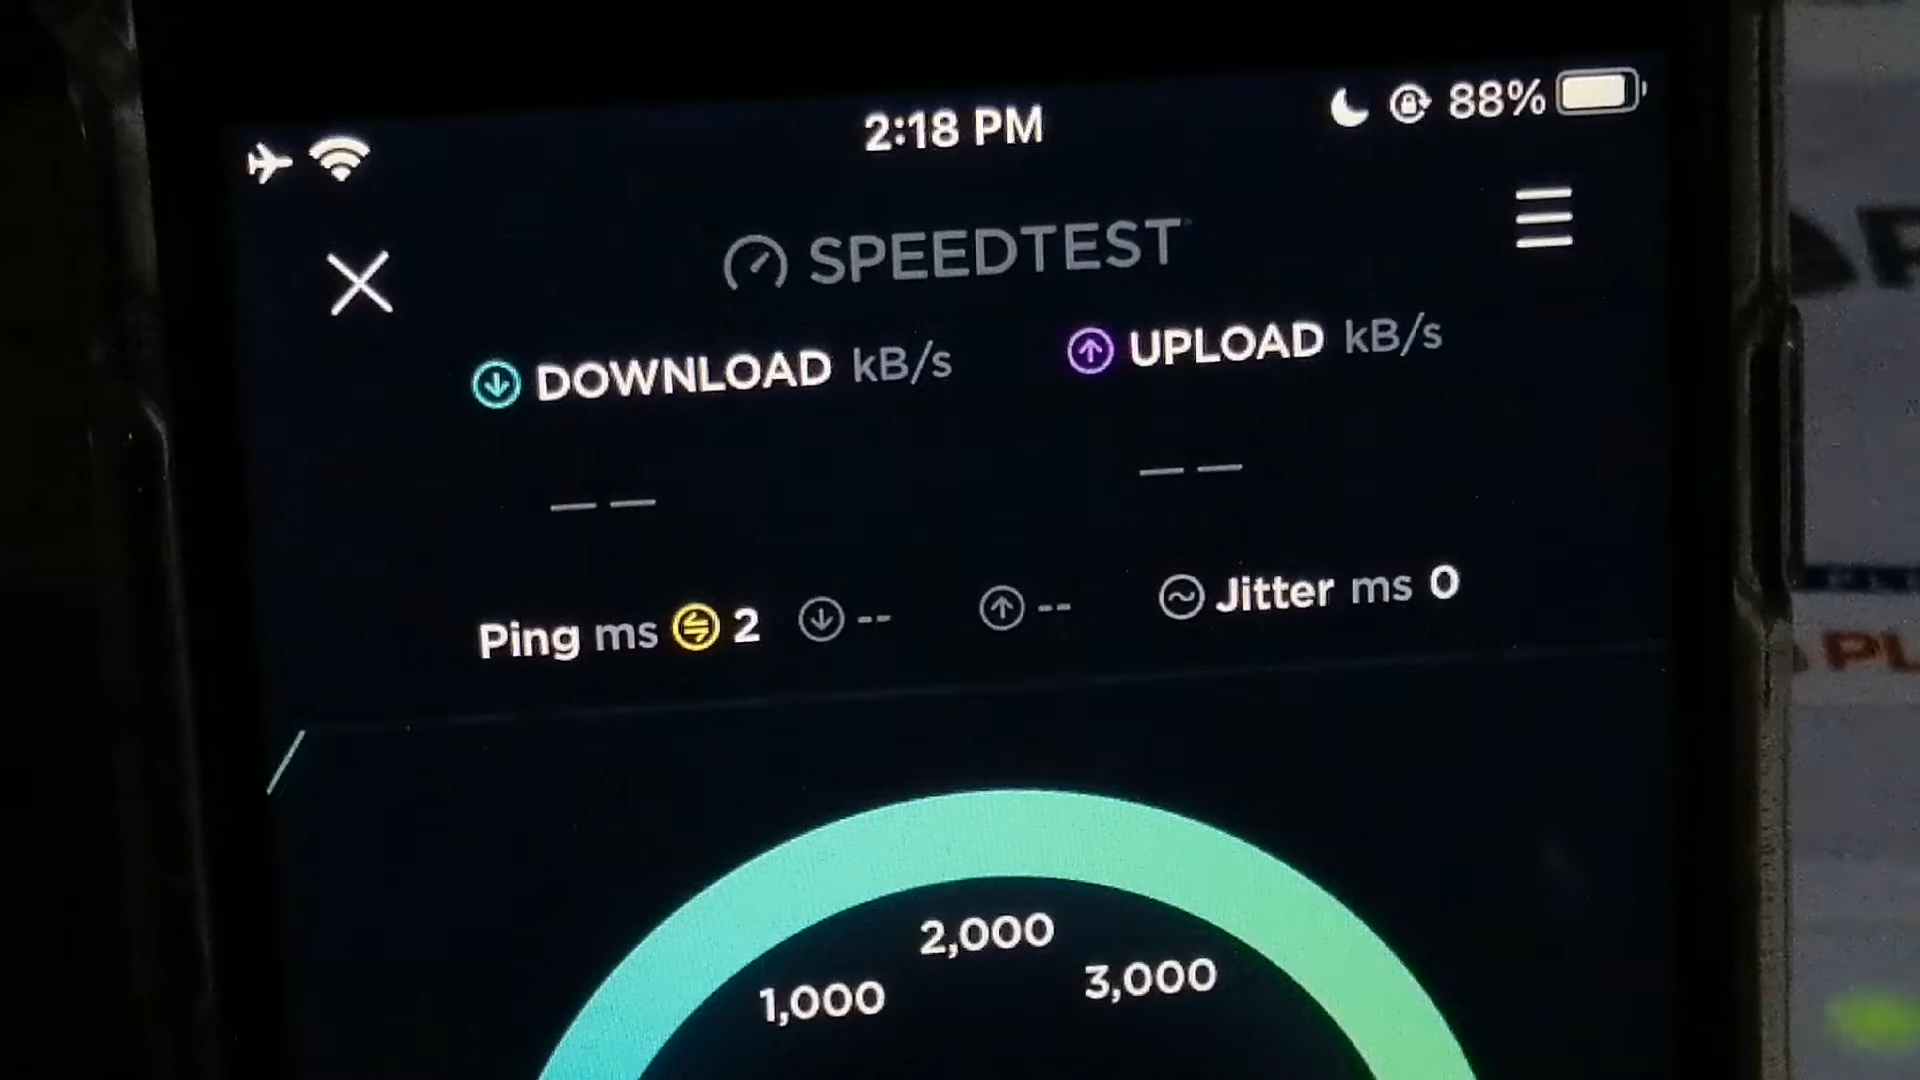 2:18 PM
88%
SPEEDTEST
DOWNLOAD kB/s
UPLOAD kB/s
— —
— —
Ping ms 2 -- -- Jitter ms 0
1,000
2,000
3,000
PL